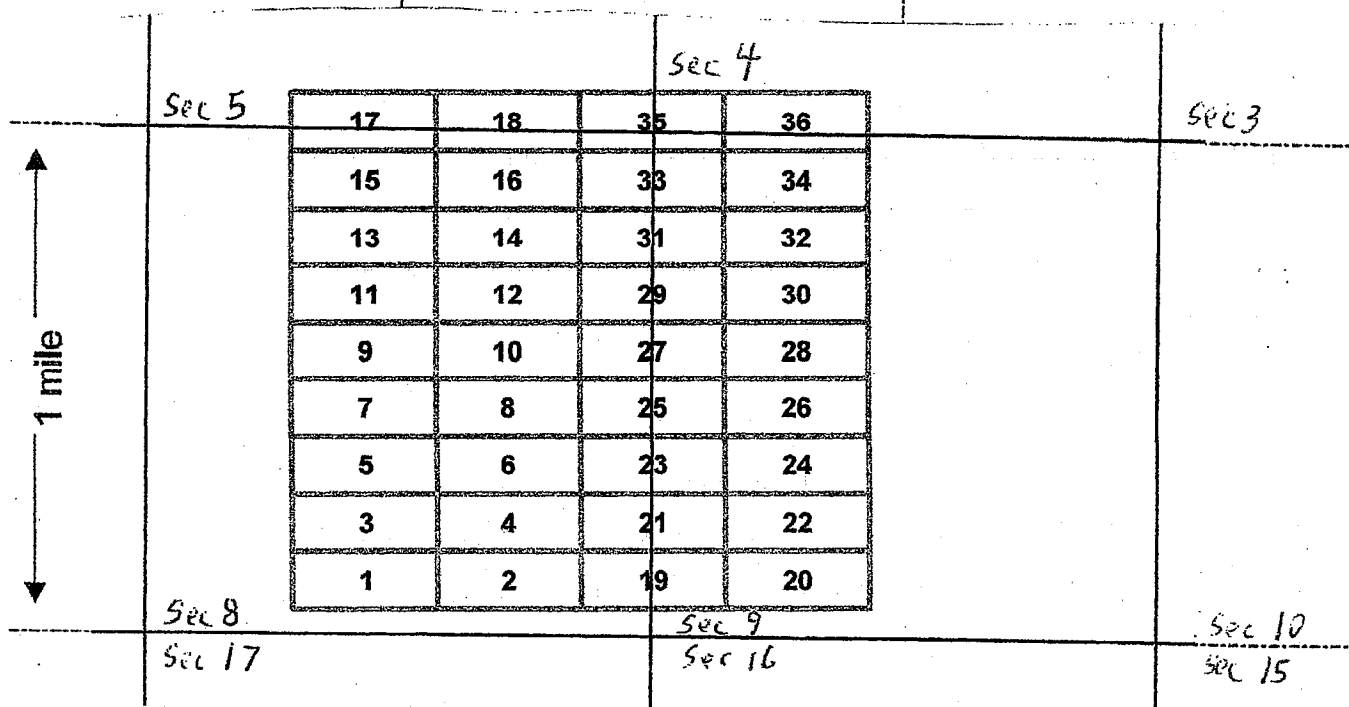 Sec 4
Sec 5
Sec 3
17 18 35 36
15 16 33 34
13 14 31 32
11 12 29 30
9 10 27 28
7 8 25 26
5 6 23 24
3 4 21 22
1 2 19 20
1 mile
Sec 8 Sec 9 Sec 10
Sec 17 Sec 16 Sec 15